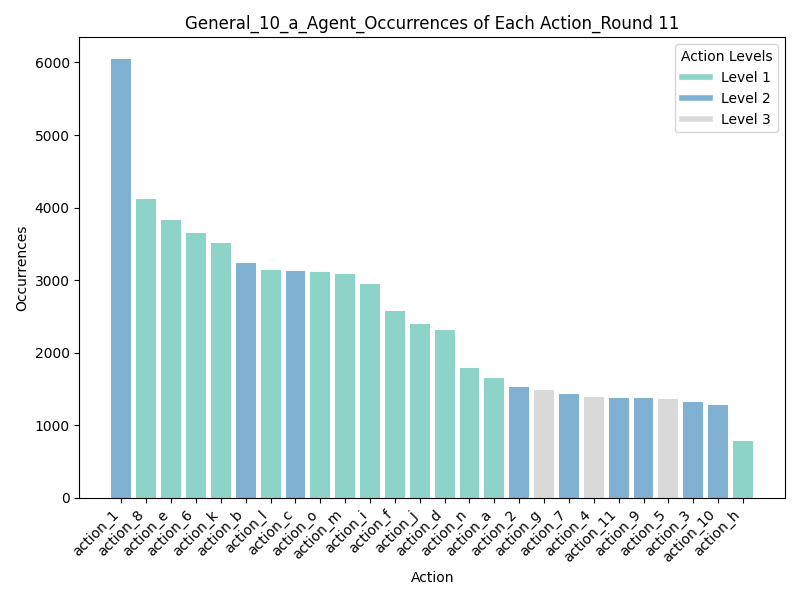 General_10_a_Agent_Occurrences of Each Action_Round 11
Action Levels
Level 1
Level 2
Level 3
Occurrences
6000
5000
4000
3000
2000
1000
0
action_1
action_8
action_e
action_6
action_k
action_b
action_l
action_c
action_o
action_m
action_i
action_f
action_j
action_d
action_n
action_a
action_2
action_g
action_7
action_4
action_11
action_9
action_5
action_3
action_10
action_h
Action